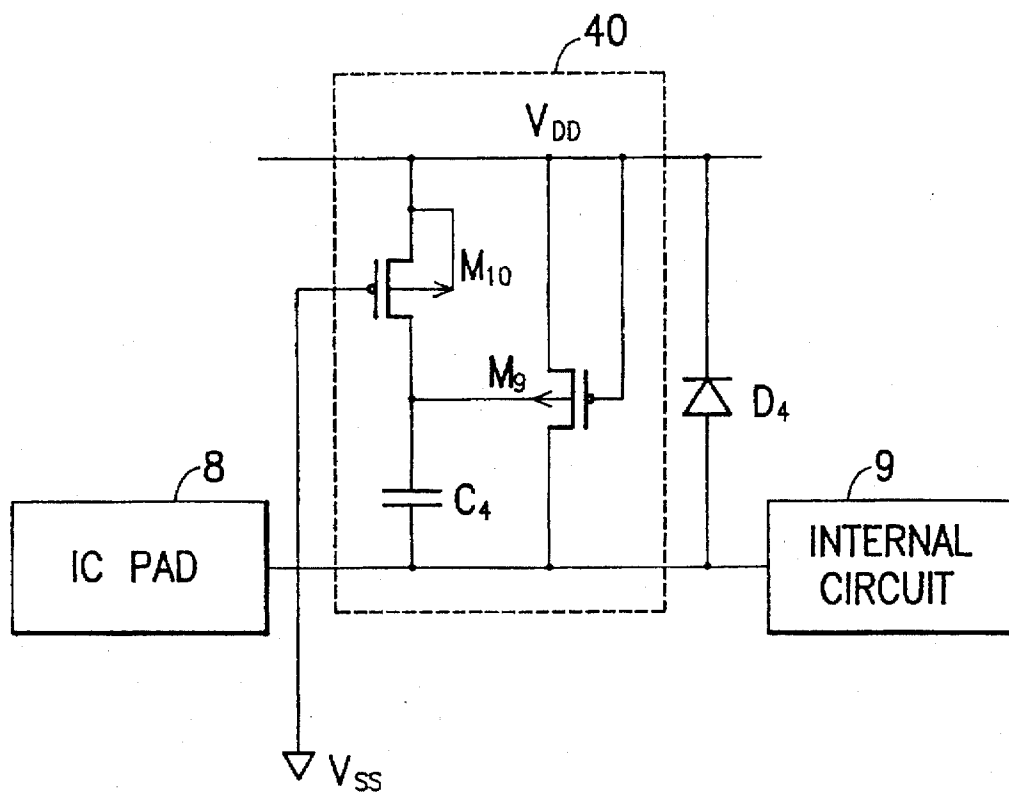 40
V_DD
M_10
M_9
D_4
8
C_4
9
IC PAD
INTERNAL
CIRCUIT
V_SS